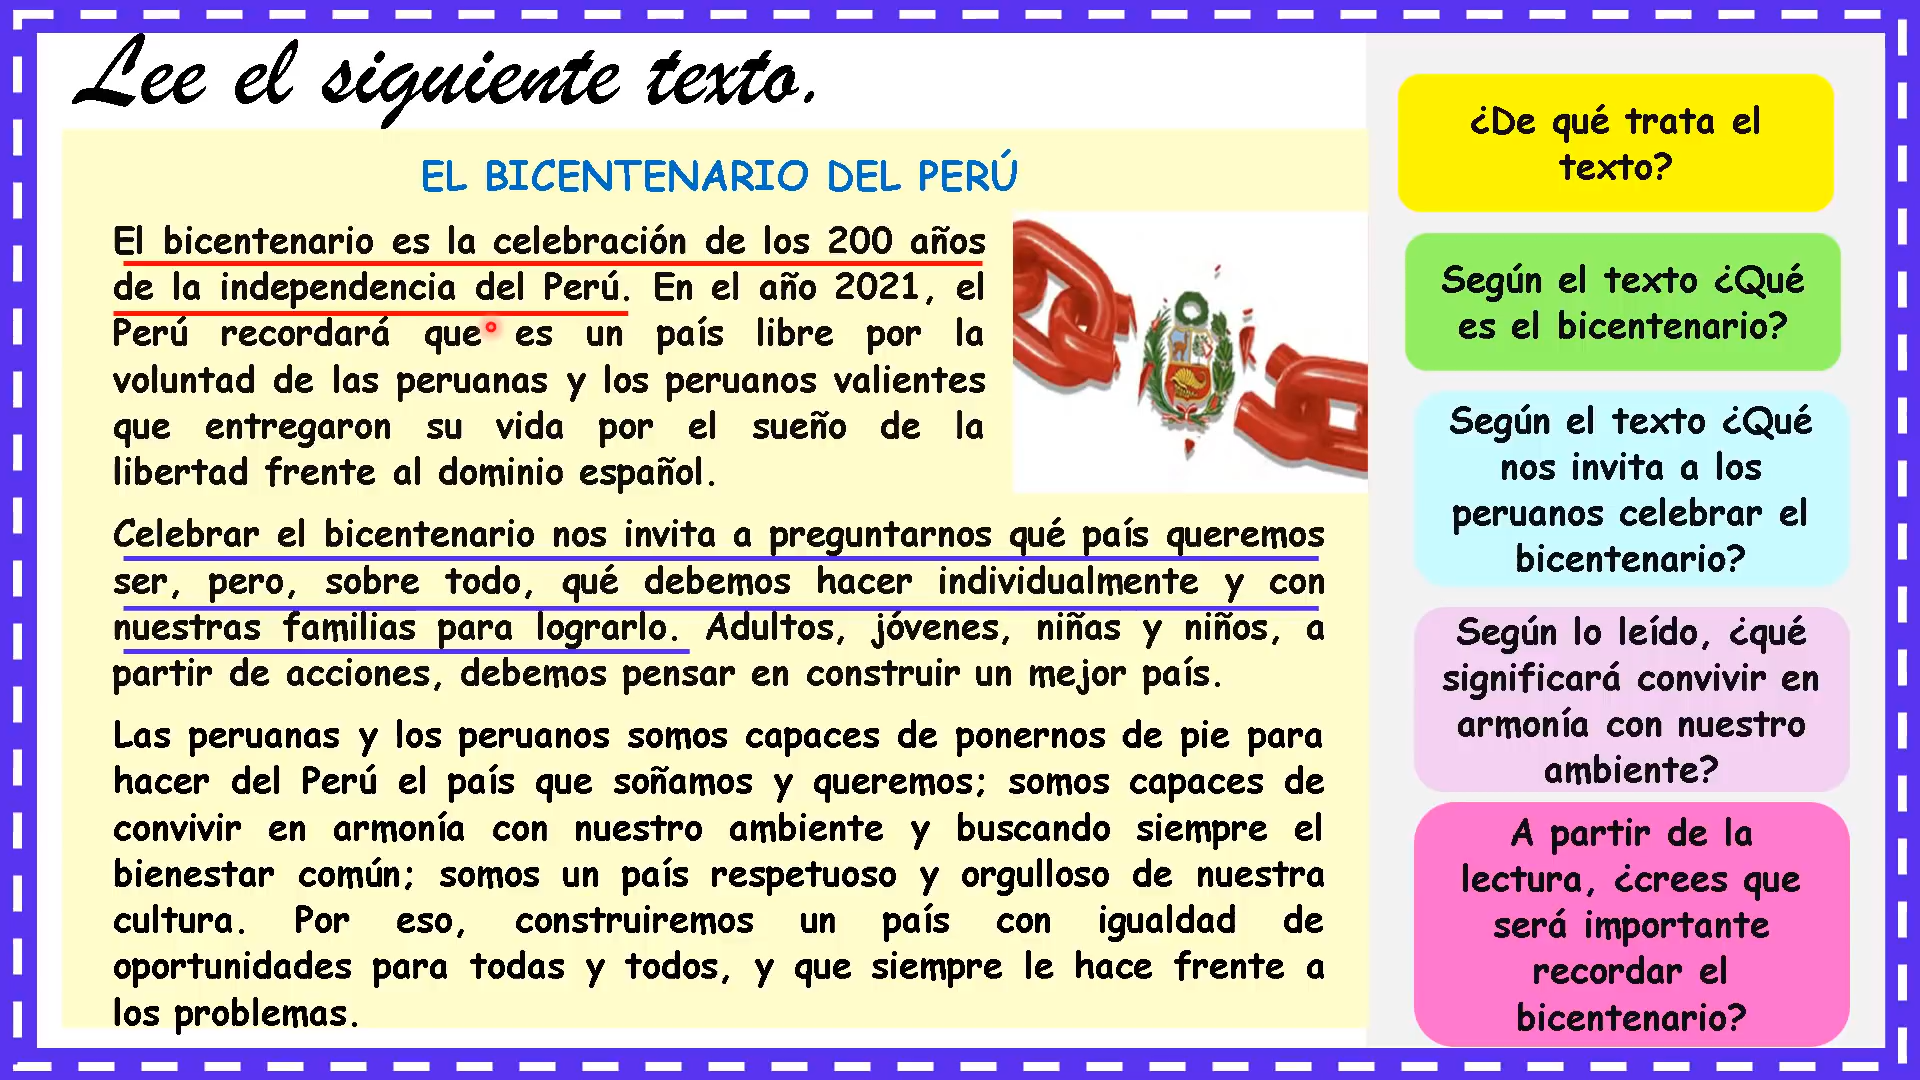 Lee el siguiente texto.
EL BICENTENARIO DEL PERÚ
El bicentenario es la celebración de los 200 años
de la independencia del Perú. En el año 2021, el
Perú recordará que es un país libre por la
voluntad de las peruanas y los peruanos valientes
que entregaron su vida por el sueño de la
libertad frente al dominio español.
Celebrar el bicentenario nos invita a preguntarnos qué país queremos
ser, pero, sobre todo, qué debemos hacer individualmente y con
nuestras familias para lograrlo. Adultos, jóvenes, niñas y niños, a
partir de acciones, debemos pensar en construir un mejor país.
Las peruanas y los peruanos somos capaces de ponernos de pie para
hacer del Perú el país que soñamos y queremos; somos capaces de
convivir en armonía con nuestro ambiente y buscando siempre el
bienestar común; somos un país respetuoso y orgulloso de nuestra
cultura. Por eso, construiremos un país con igualdad de
oportunidades para todas y todos, y que siempre le hace frente a
los problemas.
¿De qué trata el
texto?
Según el texto ¿Qué
es el bicentenario?
Según el texto ¿Qué
nos invita a los
peruanos celebrar el
bicentenario?
Según lo leído, ¿qué
significará convivir en
armonía con nuestro
ambiente?
A partir de la
lectura, ¿crees que
será importante
recordar el
bicentenario?